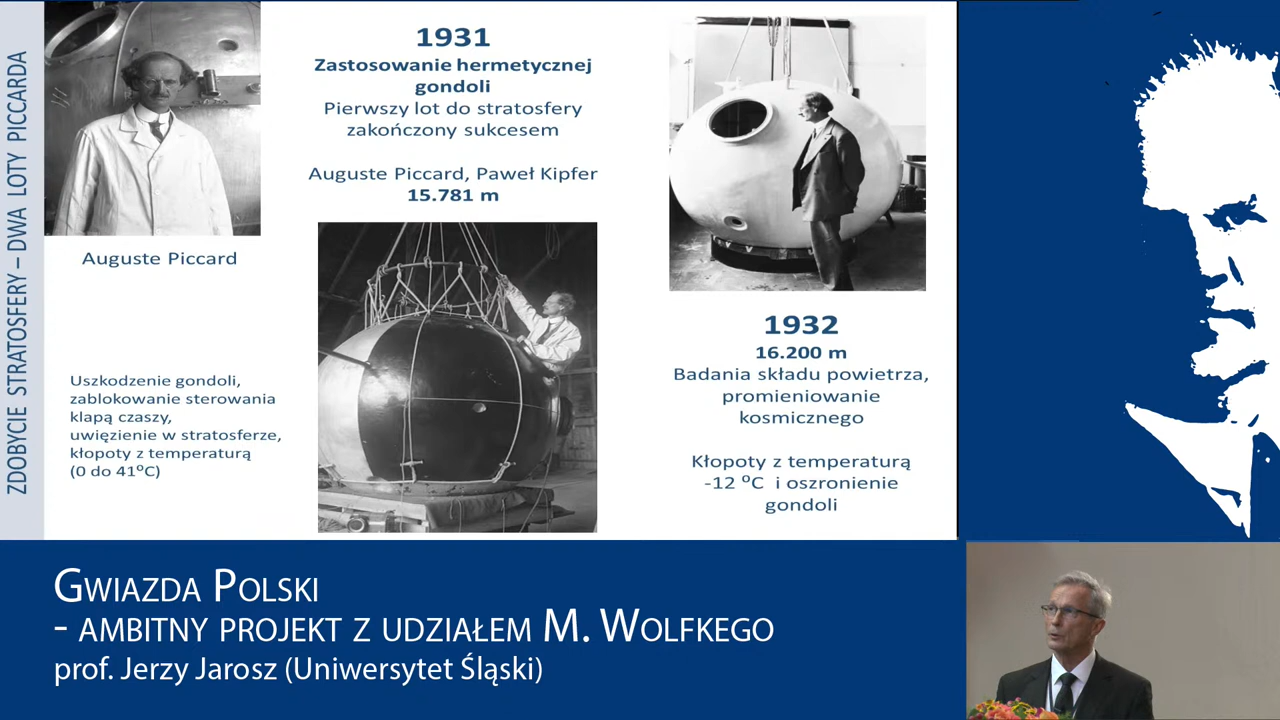 ZDOBYCIE STRATOSFERY – DWA LOTY PICCARDA
Auguste Piccard
Uszkodzenie gondoli,
zablokowanie sterowania
klapą czaszy,
uwięzienie w stratosferze,
kłopoty z temperaturą
(0 do 41ºC)
1931
Zastosowanie hermetycznej
gondoli
Pierwszy lot do stratosfery
zakończony sukcesem
Auguste Piccard, Paweł Kipfer
15.781 m
1932
16.200 m
Badania składu powietrza,
promieniowanie
kosmicznego
Kłopoty z temperaturą
-12 ºC i oszronienie
gondoli
Gwiazda Polski
- ambitny projekt z udziałem M. Wolfkego
prof. Jerzy Jarosz (Uniwersytet Śląski)